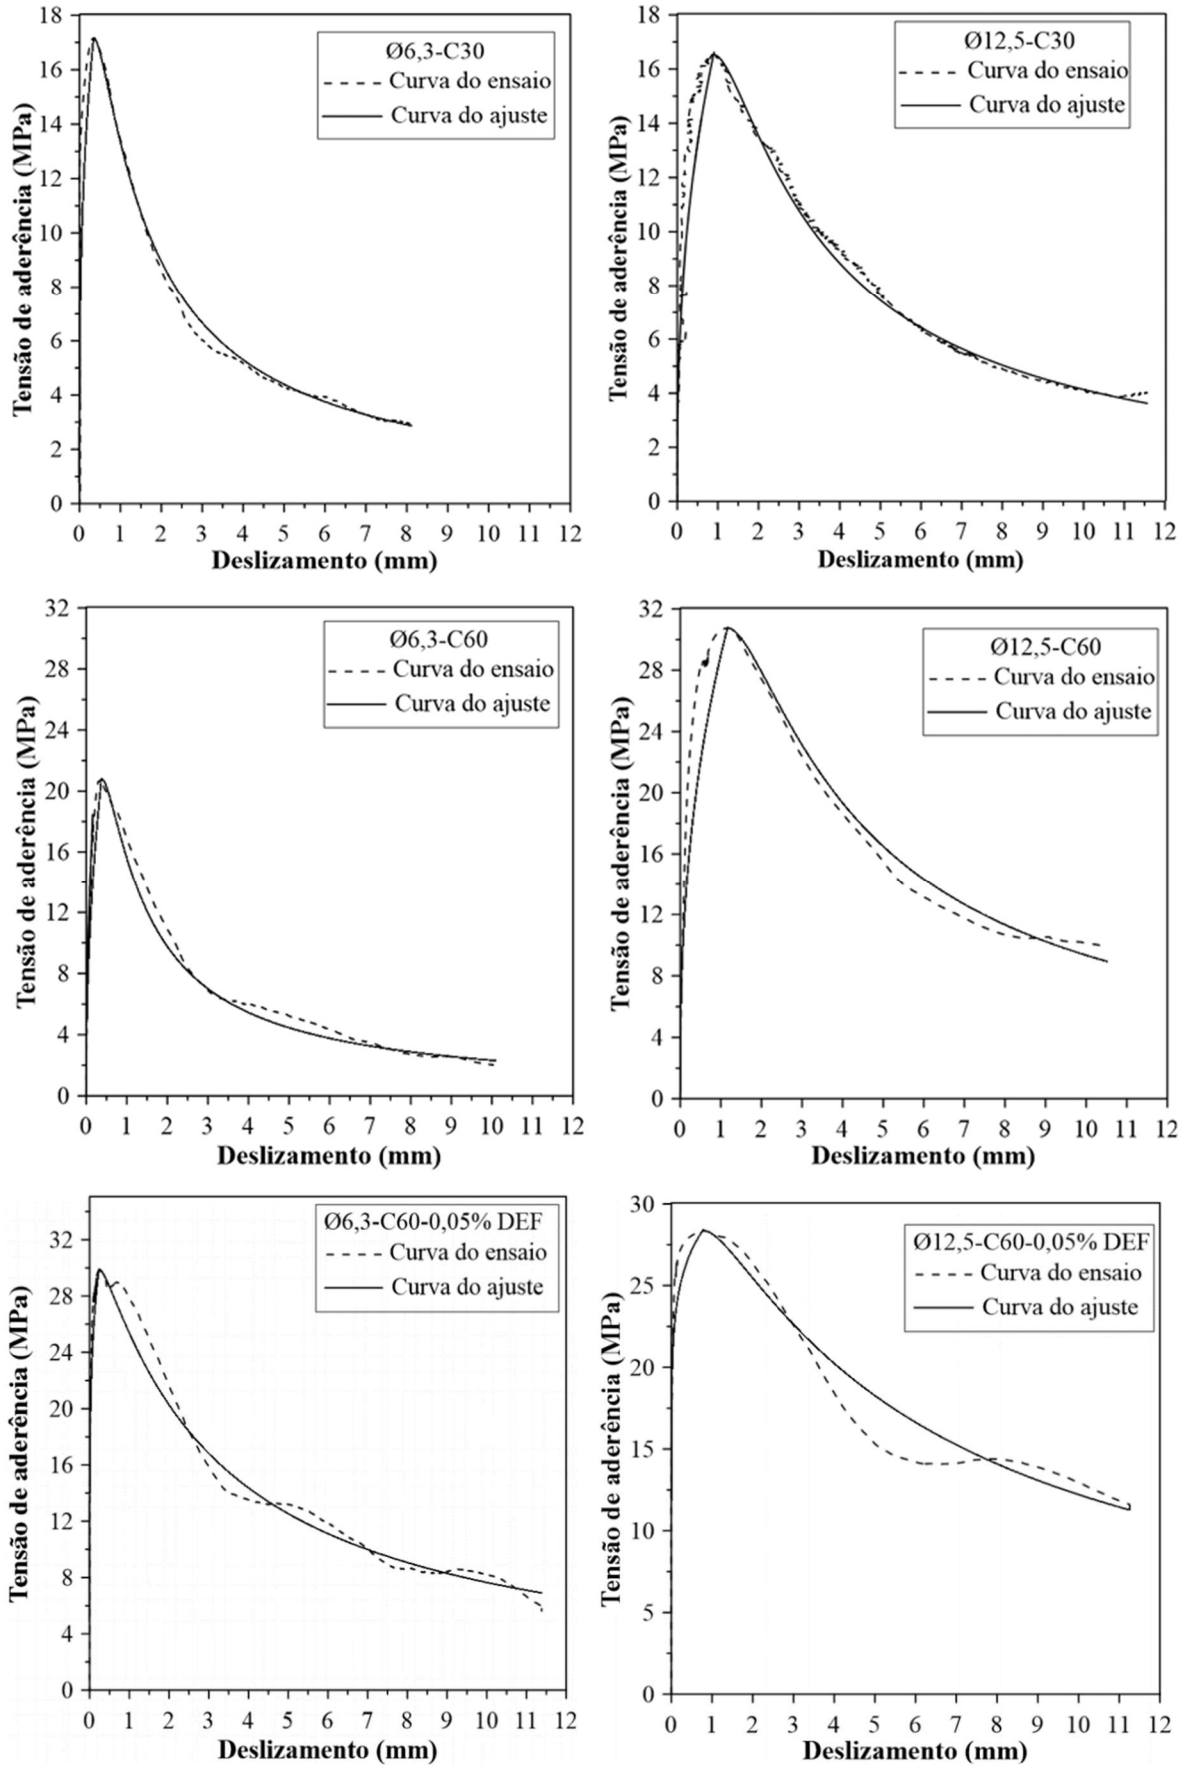 Ø6,3-C30
Curva do ensaio
Curva do ajuste
Tensão de aderência (MPa)
18
16
14
12
10
8
6
4
2
0
0 1 2 3 4 5 6 7 8 9 10 11 12
Deslizamento (mm)
Ø12,5-C30
Curva do ensaio
Curva do ajuste
Tensão de aderência (MPa)
18
16
14
12
10
8
6
4
2
0
0 1 2 3 4 5 6 7 8 9 10 11 12
Deslizamento (mm)
Ø6,3-C60
Curva do ensaio
Curva do ajuste
Tensão de aderência (MPa)
32
28
24
20
16
12
8
4
0
0 1 2 3 4 5 6 7 8 9 10 11 12
Deslizamento (mm)
Ø12,5-C60
Curva do ensaio
Curva do ajuste
Tensão de aderência (MPa)
32
28
24
20
16
12
8
4
0
0 1 2 3 4 5 6 7 8 9 10 11 12
Deslizamento (mm)
Ø6,3-C60-0,05% DEF
Curva do ensaio
Curva do ajuste
Tensão de aderência (MPa)
32
28
24
20
16
12
8
4
0
0 1 2 3 4 5 6 7 8 9 10 11 12
Deslizamento (mm)
Ø12,5-C60-0,05% DEF
Curva do ensaio
Curva do ajuste
Tensão de aderência (MPa)
30
25
20
15
10
5
0
0 1 2 3 4 5 6 7 8 9 10 11 12
Deslizamento (mm)